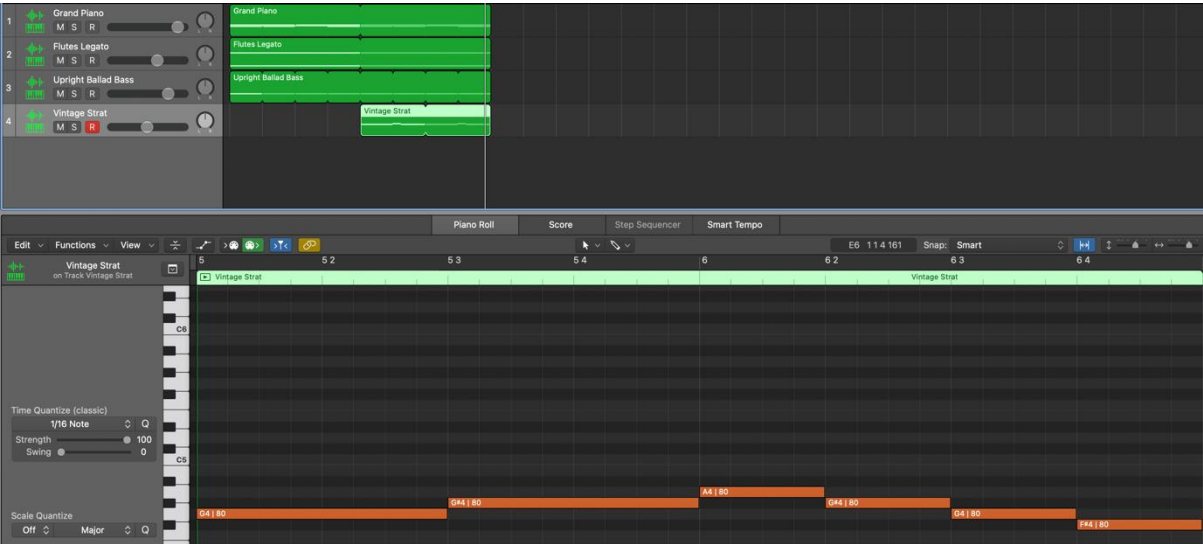 1 Grand Piano
M S R
L R
Grand Piano
2 Flutes Legato
M S R
L R
Flutes Legato
3 Upright Ballad Bass
M S R
L R
Upright Ballad Bass
4 Vintage Strat
M S R
L R
Vintage Strat
Piano Roll Score Step Sequencer Smart Tempo
Edit Functions View E6 1 1 4 161 Snap: Smart
Vintage Strat
on Track Vintage Strat
5 5 2 5 3 5 4 6 6 2 6 3 6 4
Vintage Strat Vintage Strat
C6
Time Quantize (classic)
1/16 Note Q
Strength 100
Swing 0
C5
A4 | 80
G#4 | 80 G#4 | 80
G4 | 80 G4 | 80
F#4 | 80
Scale Quantize
Off Major Q